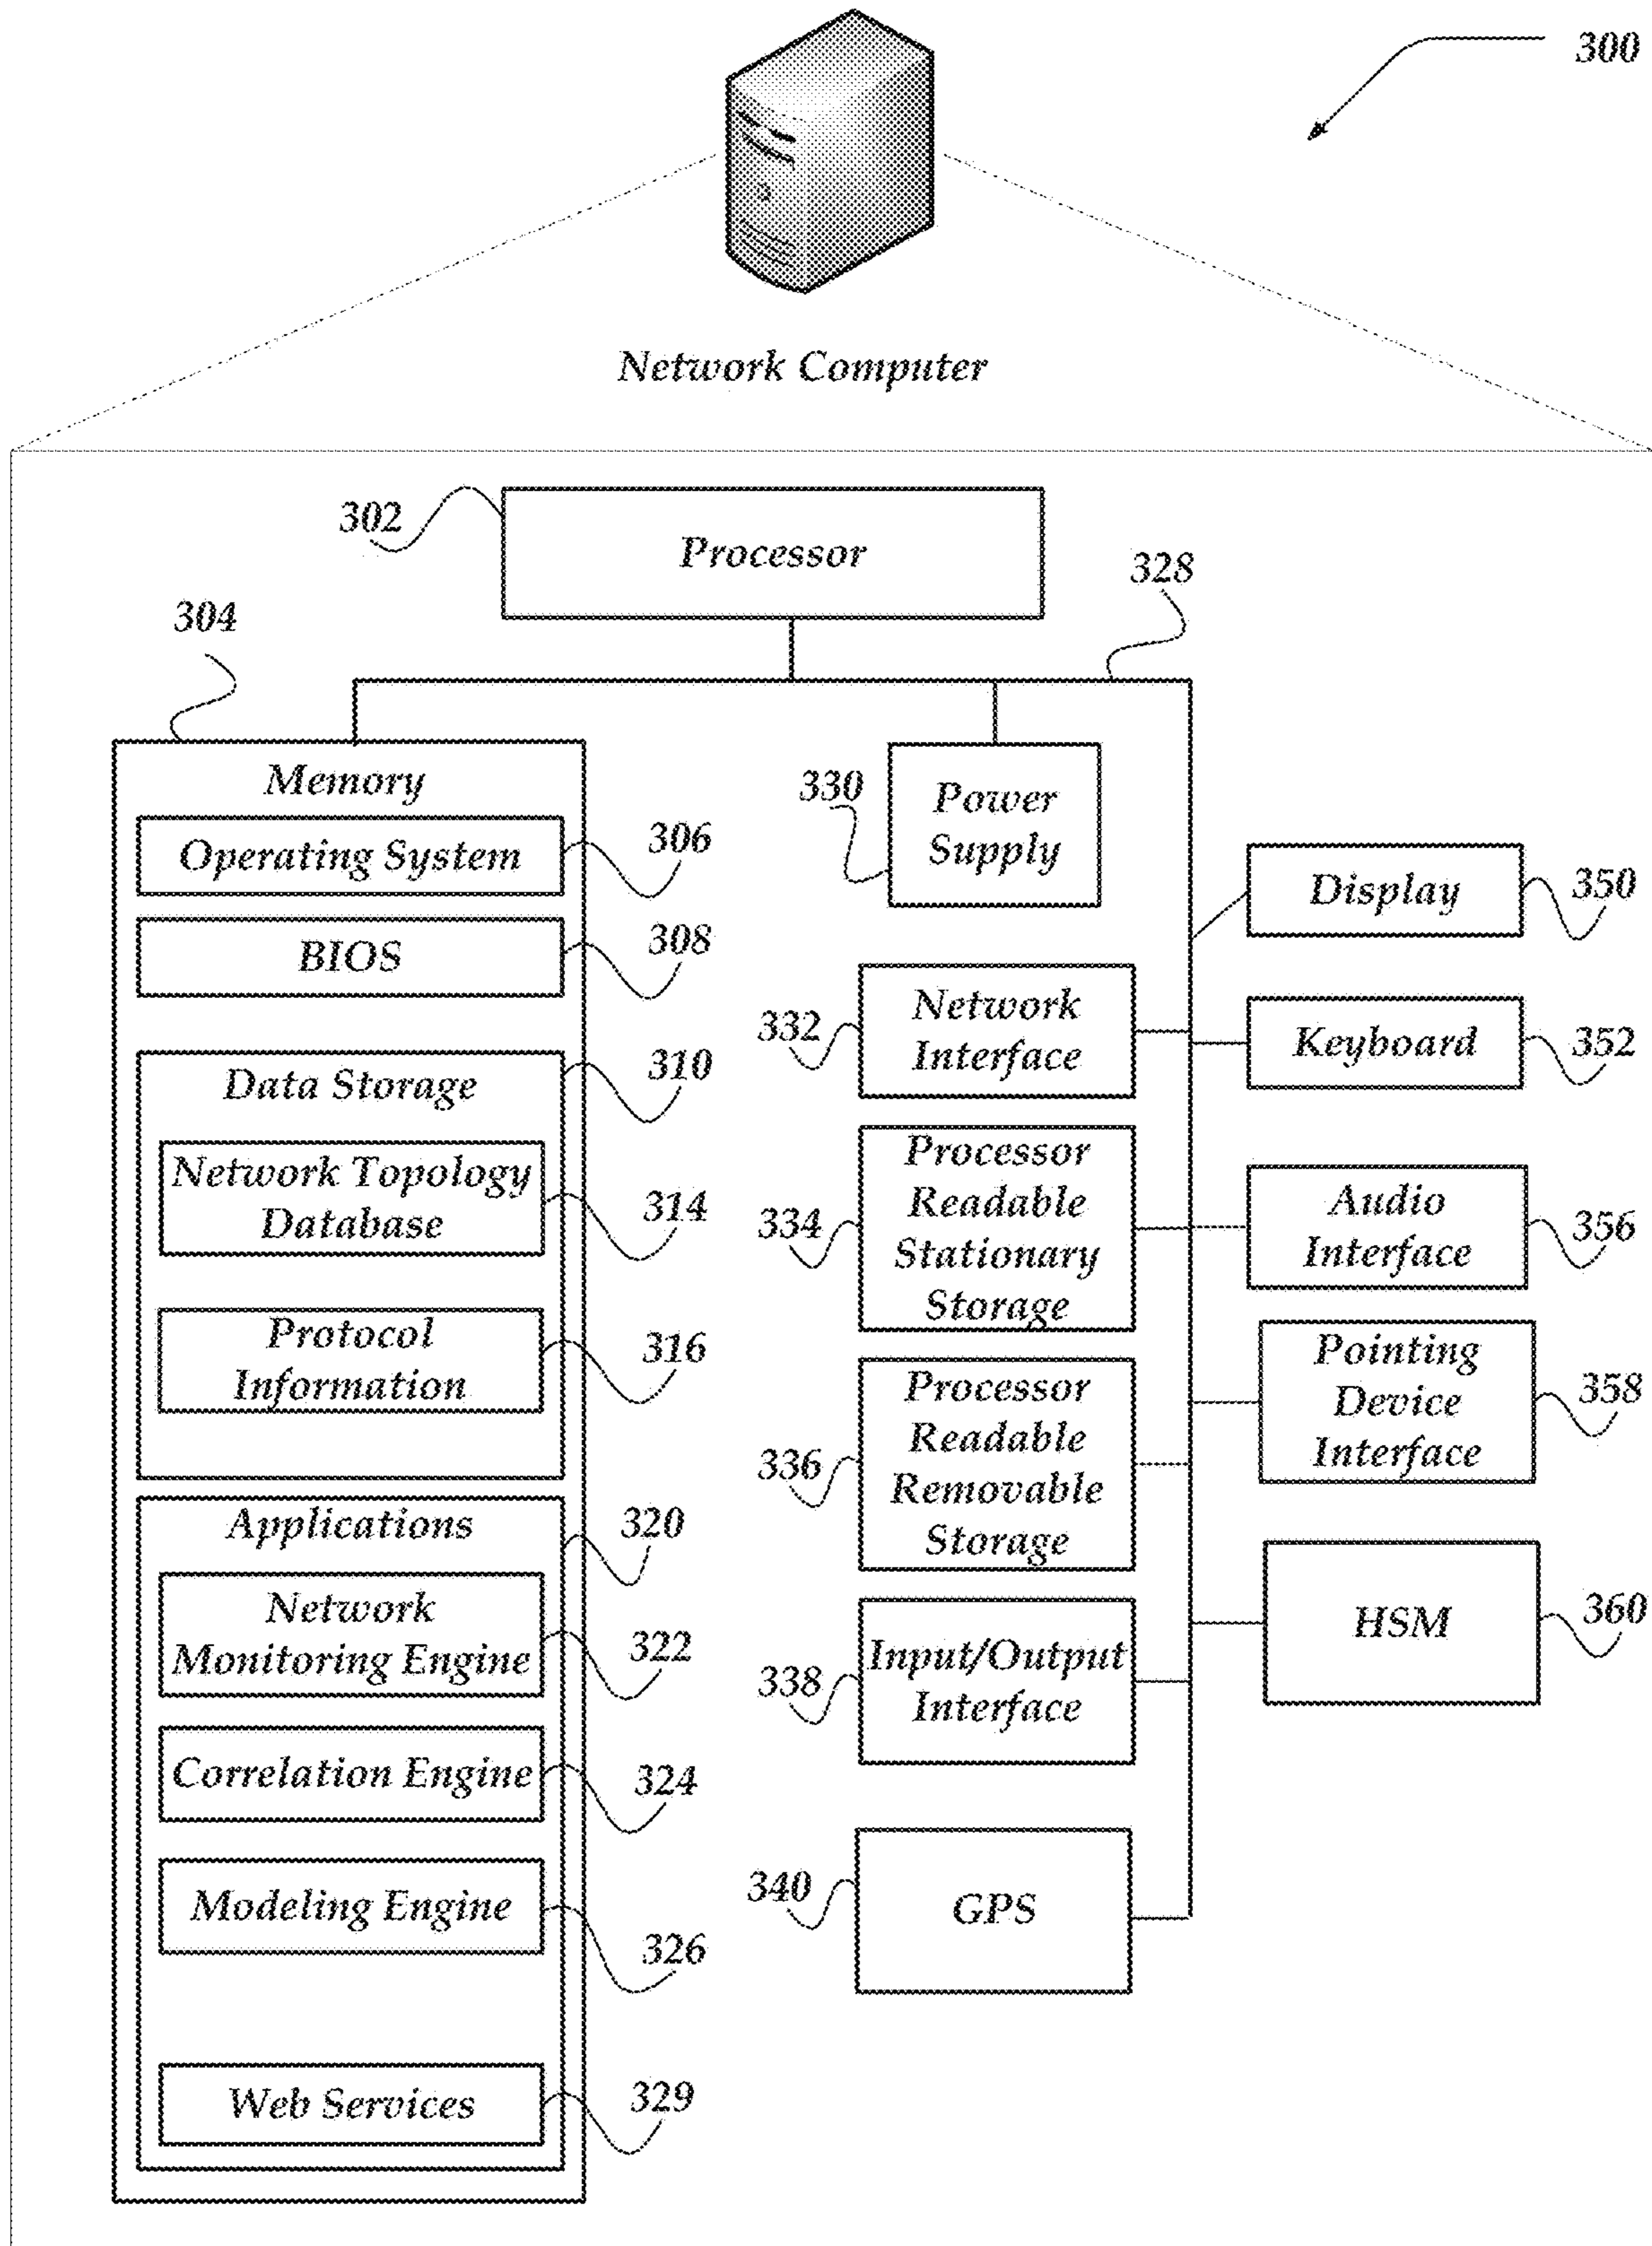 300
Network Computer
302
Processor
328
304
Memory
Operating System
306
BIOS
308
Data Storage
310
Network Topology
Database
314
Protocol
Information
316
Applications
320
Network
Monitoring Engine
322
Correlation Engine
324
Modeling Engine
326
Web Services
329
330
Power
Supply
332
Network
Interface
334
Processor
Readable
Stationary
Storage
336
Processor
Readable
Removable
Storage
338
Input/Output
Interface
340
GPS
Display
350
Keyboard
352
Audio
Interface
356
Pointing
Device
Interface
358
HSM
360